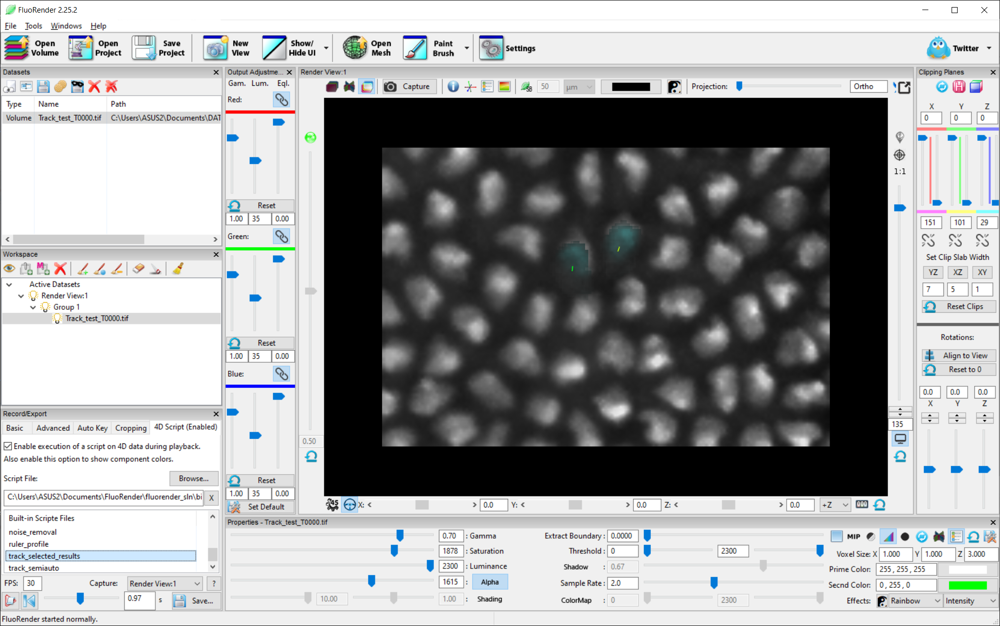 FluoRender 2.25.2
File Tools Windows Help
Open Volume
Open Project
Save Project
New View
Show/ Hide UI
Open Mesh
Paint Brush
Settings
Twitter
Datasets
Type Name Path
Volume Track_test_T0000.tif C:\Users\ASUS2\Documents\DAT
Workspace
Active Datasets
Render View:1
Group 1
Track_test_T0000.tif
Record/Export
Basic Advanced Auto Key Cropping 4D Script (Enabled)
Enable execution of a script on 4D data during playback.
Also enable this option to show component colors.
Script File: Browse...
C:\Users\ASUS2\Documents\FluoRender\fluorender_sln\bi X
Built-in Scripte Files
noise_removal
ruler_profile
track_selected_results
track_semiauto
FPS: 30 Capture: Render View:1 ?
0.97 s Save...
FluoRender started normally.
Output Adjustme...
Gam. Lum. Eql.
Red:
Reset
1.00 35 0.00
Green:
Reset
1.00 35 0.00
Blue:
Reset
1.00 35 0.00
Set Default
Render View:1
Capture SB 50 µm Projection: Ortho
0.50
1:1
135
45 X: < > 0.0 Y: < > 0.0 Z: < > 0.0 +Z 000
Properties - Track_test_T0000.tif
0.70 : Gamma
1878 : Saturation
2300 : Luminance
1615 : Alpha
10.00 1.00 : Shading
Extract Boundary : 0.0000
Threshold : 0 2300
Shadow : 0.67
Sample Rate : 2.0
ColorMap : 0 2300
MIP
Voxel Size: X 1.000 Y 1.000 Z 3.000
Prime Color: 255 , 255 , 255
Secnd Color: 0 , 255 , 0
Effects: Rainbow Intensity
Clipping Planes
H
X Y Z
0 0 0
151 101 29
Set Clip Slab Width
YZ XZ XY
7 5 1
Reset Clips
Rotations:
Align to View
Reset to 0
0.0 0.0 0.0
X Y Z